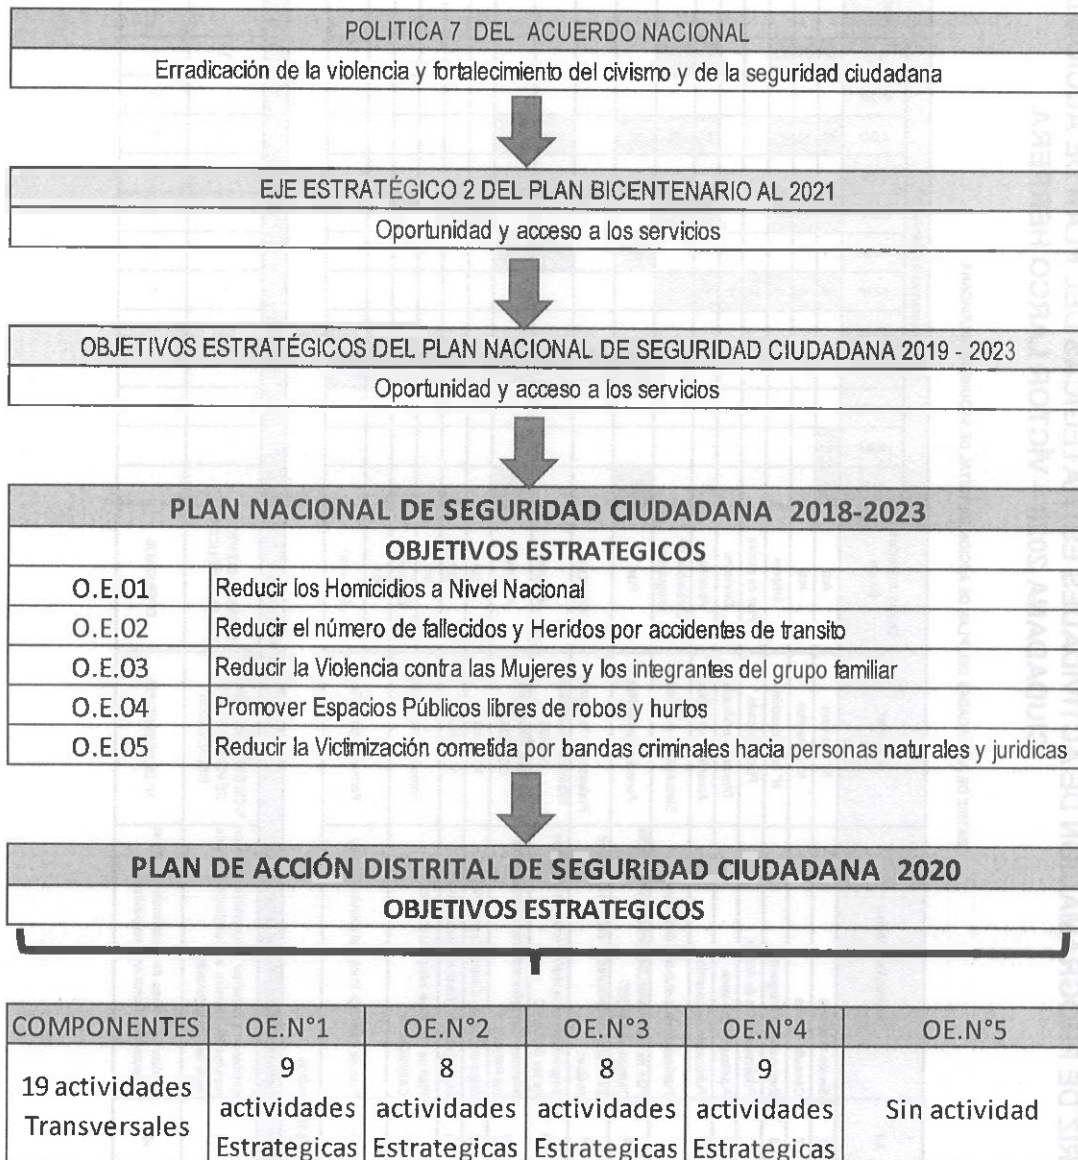 POLITICA 7 DEL ACUERDO NACIONAL
Erradicación de la violencia y fortalecimiento del civismo y de la seguridad ciudadana
EJE ESTRATÉGICO 2 DEL PLAN BICENTENARIO AL 2021
Oportunidad y acceso a los servicios
OBJETIVOS ESTRATÉGICOS DEL PLAN NACIONAL DE SEGURIDAD CIUDADANA 2019 - 2023
Oportunidad y acceso a los servicios
PLAN NACIONAL DE SEGURIDAD CIUDADANA 2018-2023
OBJETIVOS ESTRATEGICOS
O.E.01 Reducir los Homicidios a Nivel Nacional
O.E.02 Reducir el número de fallecidos y Heridos por accidentes de transito
O.E.03 Reducir la Violencia contra las Mujeres y los integrantes del grupo familiar
O.E.04 Promover Espacios Públicos libres de robos y hurtos
O.E.05 Reducir la Victimización cometida por bandas criminales hacia personas naturales y juridicas
PLAN DE ACCIÓN DISTRITAL DE SEGURIDAD CIUDADANA 2020
OBJETIVOS ESTRATEGICOS
COMPONENTES OE.N°1 OE.N°2 OE.N°3 OE.N°4 OE.N°5
19 actividades Transversales
9 actividades Estrategicas
8 actividades Estrategicas
8 actividades Estrategicas
9 actividades Estrategicas
Sin actividad